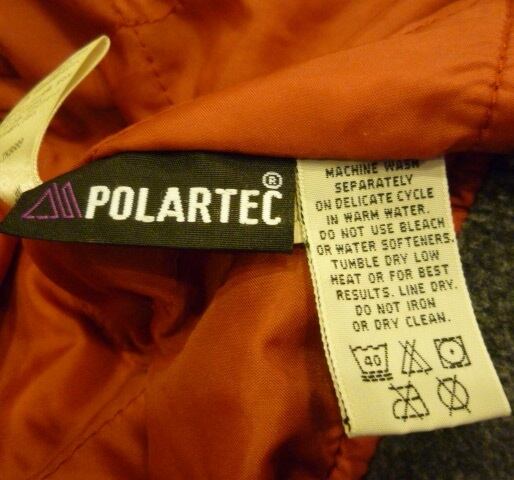 POLARTEC®
MACHINE WASH
SEPARATELY
ON DELICATE CYCLE
IN WARM WATER.
DO NOT USE BLEACH
OR WATER SOFTENERS.
TUMBLE DRY LOW
HEAT OR FOR BEST
RESULTS. LINE DRY.
DO NOT IRON
OR DRY CLEAN.
40